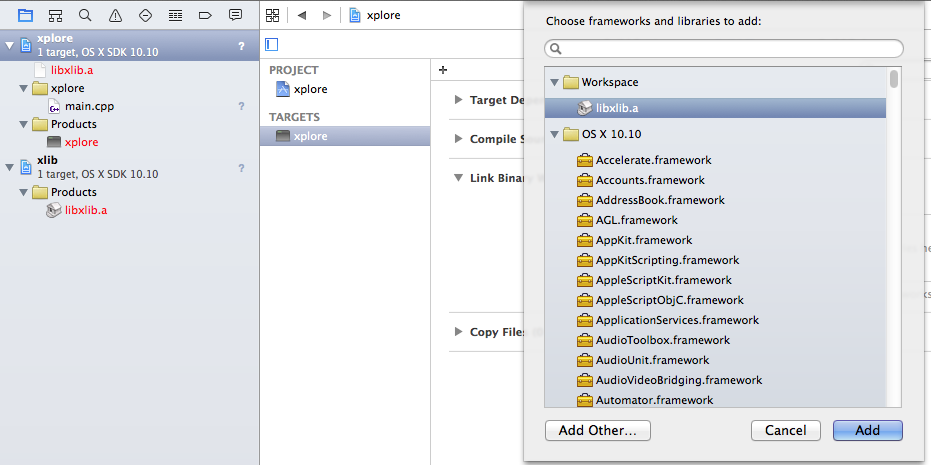 xplore
1 target, OS X SDK 10.10
?
libxlib.a
xplore
main.cpp
?
Products
xplore
xlib
1 target, OS X SDK 10.10
?
Products
libxlib.a
xplore
PROJECT
xplore
TARGETS
xplore
+
Target De
Compile
Link Binary
Copy Files
Choose frameworks and libraries to add:
Workspace
libxlib.a
OS X 10.10
Accelerate.framework
Accounts.framework
AddressBook.framework
AGL.framework
AppKit.framework
AppKitScripting.framework
AppleScriptKit.framework
AppleScriptObjC.framework
ApplicationServices.framework
AudioToolbox.framework
AudioUnit.framework
AudioVideoBridging.framework
Automator.framework
Add Other...
Cancel
Add